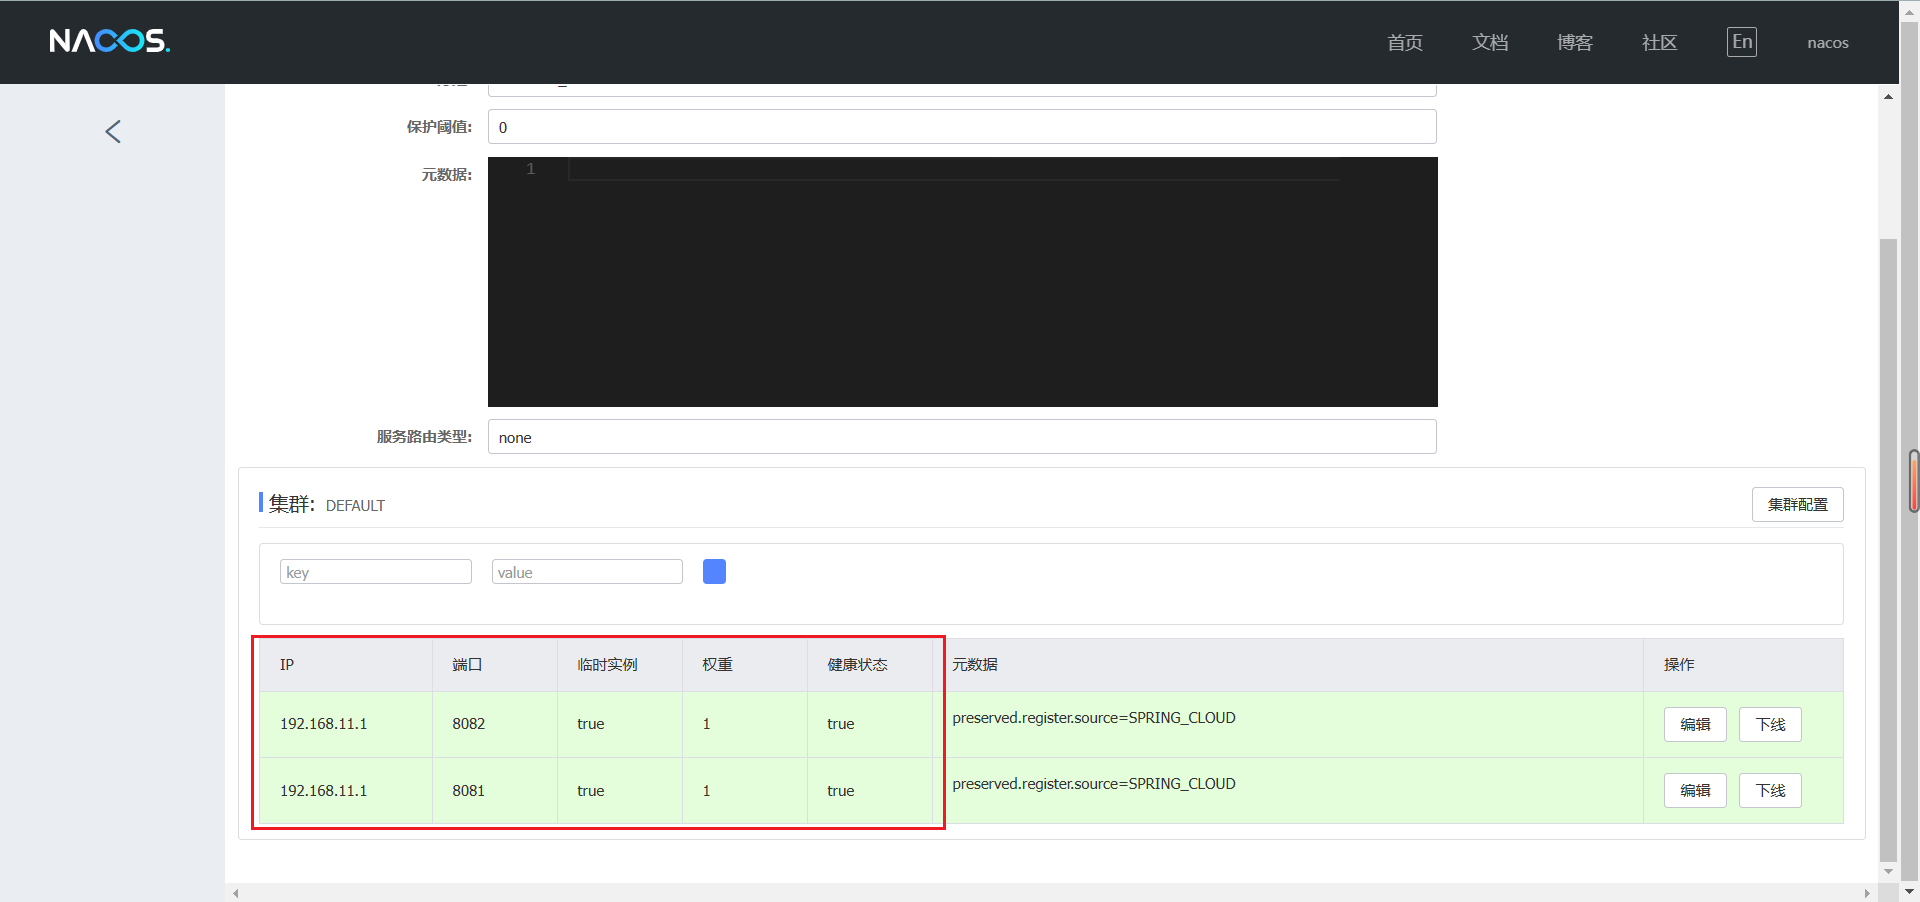 NACOS.
首页 文档 博客 社区 En nacos
保护阈值: 0
元数据: 1
服务路由类型: none
集群: DEFAULT 集群配置
key value
IP 端口 临时实例 权重 健康状态 元数据 操作
192.168.11.1 8082 true 1 true preserved.register.source=SPRING_CLOUD 编辑 下线
192.168.11.1 8081 true 1 true preserved.register.source=SPRING_CLOUD 编辑 下线